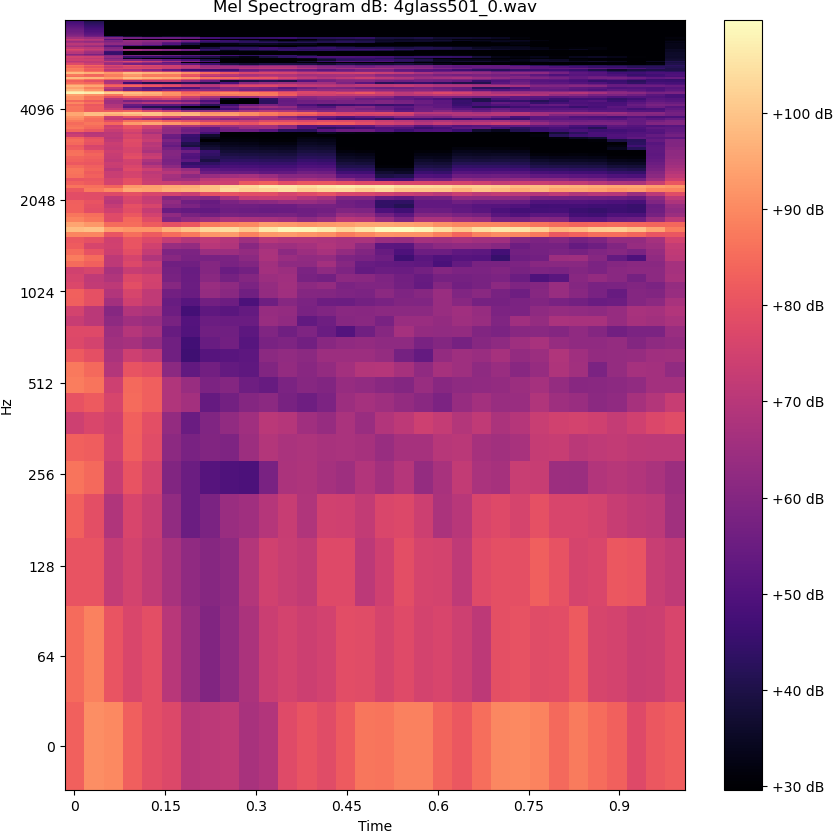 Mel Spectrogram dB: 4glass501_0.wav
4096
2048
1024
512
256
128
64
0
Hz
0
0.15
0.3
0.45
0.6
0.75
0.9
Time
+100 dB
+90 dB
+80 dB
+70 dB
+60 dB
+50 dB
+40 dB
+30 dB